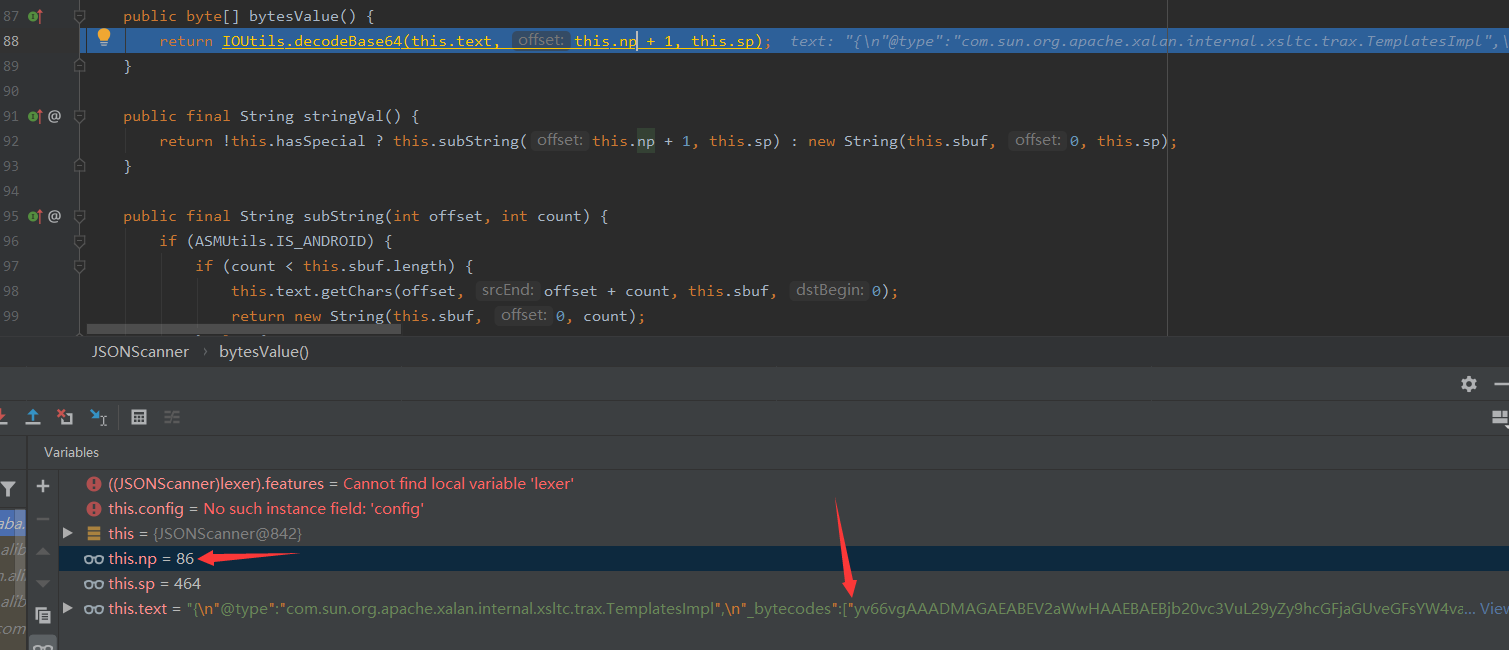 87 public byte[] bytesValue() {
88 return IOUtils.decodeBase64(this.text, offset: this.np + 1, this.sp); text: "{\n"@type":"com.sun.org.apache.xalan.internal.xsltc.trax.TemplatesImpl",\
89 }
90
91 @ public final String stringVal() {
92 return !this.hasSpecial ? this.subString( offset: this.np + 1, this.sp) : new String(this.sbuf, offset: 0, this.sp);
93 }
94
95 @ public final String subString(int offset, int count) {
96 if (ASMUtils.IS_ANDROID) {
97 if (count < this.sbuf.length) {
98 this.text.getChars(offset, srcEnd: offset + count, this.sbuf, dstBegin: 0);
99 return new String(this.sbuf, offset: 0, count);
JSONScanner › bytesValue()
Variables
((JSONScanner)lexer).features = Cannot find local variable 'lexer'
this.config = No such instance field: 'config'
aba. this = {JSONScanner@842}
alib this.np = 86
n.ali this.sp = 464
alib this.text = "{\n"@type":"com.sun.org.apache.xalan.internal.xsltc.trax.TemplatesImpl",\n"_bytecodes":["yv66vgAAADMAGAEABEV2aWwHAAEBAEBjb20vc3VuL29yZy9hcGFjaGUveGFsYW4va... View
com